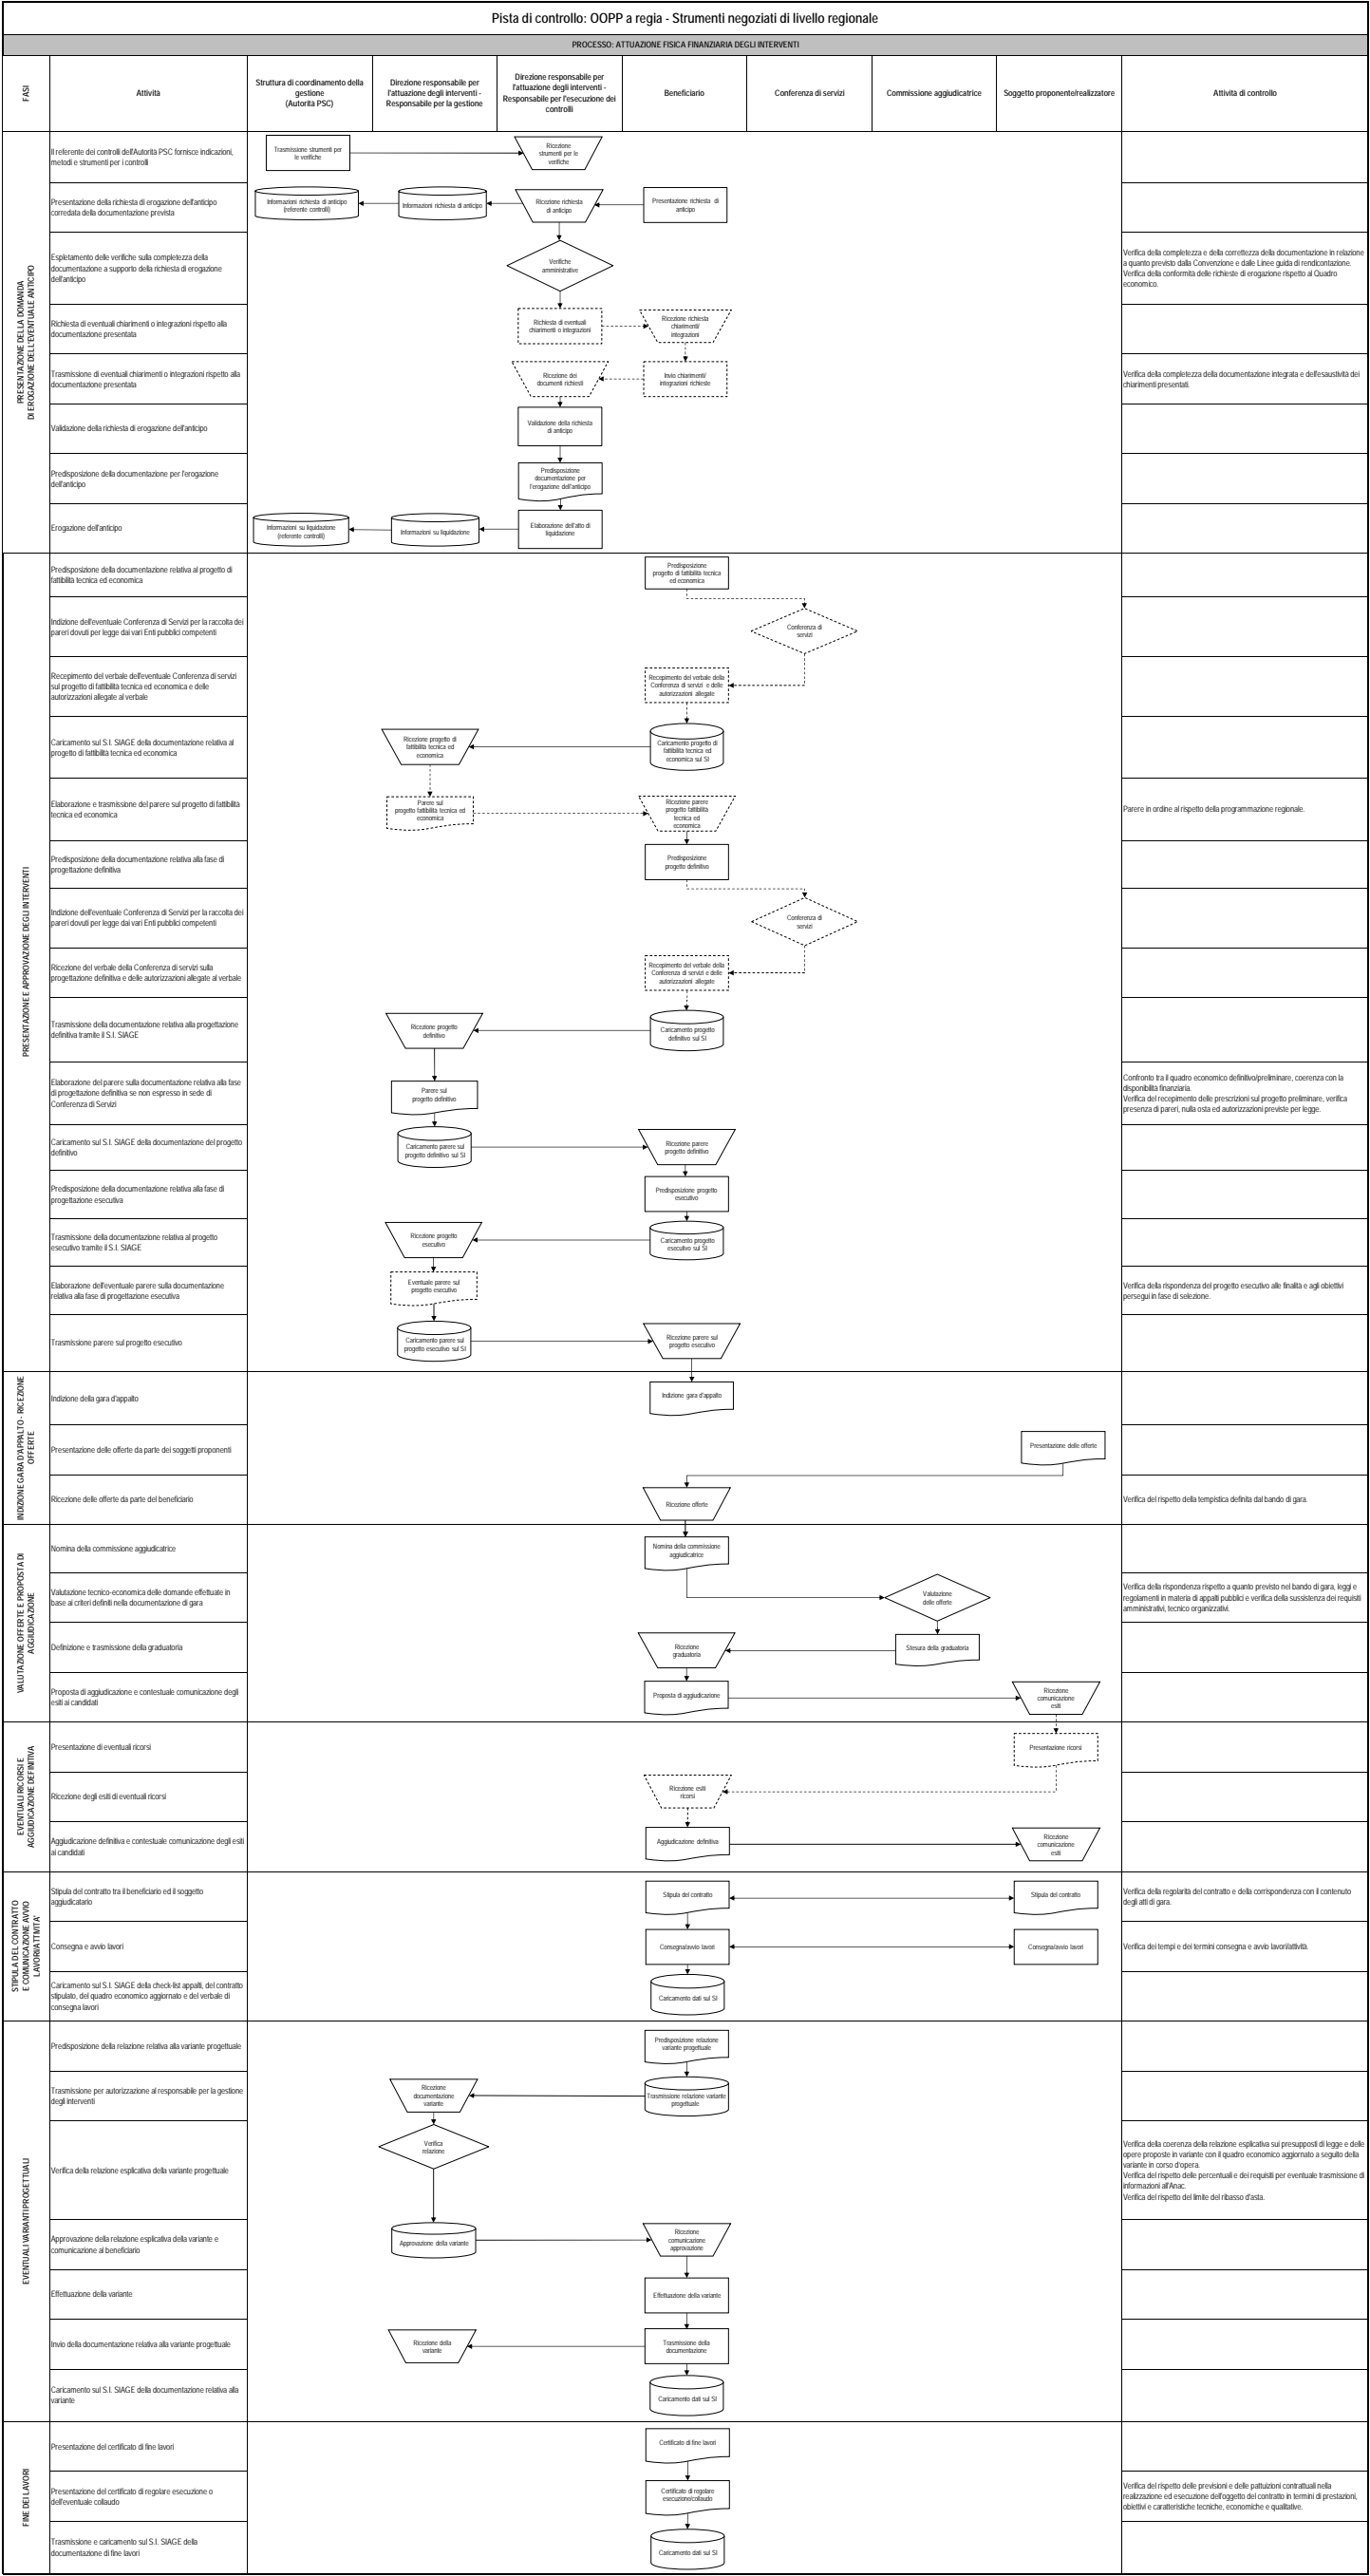 Pista di controllo: OOPP a regia - Strumenti negoziati di livello regionale
PROCESSO: ATTUAZIONE FISICA FINANZIARIA DEGLI INTERVENTI
FASI
Attività
Struttura di coordinamento della
gestione
(Autorità PSC)
Direzione responsabile per
l'attuazione degli interventi -
Responsabile per la gestione
Direzione responsabile per
l'attuazione degli interventi -
Responsabile per l'esecuzione dei
controlli
Beneficiario
Conferenza di servizi
Commissione aggiudicatrice
Soggetto proponente/realizzatore
Attività di controllo
PRESENTAZIONE DELLA DOMANDA
DI EROGAZIONE DELL'EVENTUALE ANTICIPO
Il referente dei controlli dell'Autorità PSC fornisce indicazioni,
metodi e strumenti per i controlli
Trasmissione strumenti per
le verifiche
Ricezione
strumenti per le
verifiche
Presentazione della richiesta di erogazione dell'anticipo
corredata della documentazione prevista
Informazioni richiesta di anticipo
(referente controlli)
Informazioni richiesta di anticipo
Ricezione richiesta
di anticipo
Presentazione richiesta di
anticipo
Espletamento delle verifiche sulla completezza della
documentazione a supporto della richiesta di erogazione
dell'anticipo
Verifiche
amministrative
Verifica della completezza e della correttezza della documentazione in relazione
a quanto previsto dalla Convenzione e dalle Linee guida di rendicontazione.
Verifica della conformità delle richieste di erogazione rispetto al Quadro
economico.
Richiesta di eventuali chiarimenti o integrazioni rispetto alla
documentazione presentata
Richiesta di eventuali
chiarimenti o integrazioni
Ricezione richiesta
chiarimenti/
integrazioni
Trasmissione di eventuali chiarimenti o integrazioni rispetto alla
documentazione presentata
Ricezione dei
documenti richiesti
Invio chiarimenti/
integrazioni richieste
Verifica della completezza della documentazione integrata e dell'esaustività dei
chiarimenti presentati.
Validazione della richiesta di erogazione dell'anticipo
Validazione della richiesta
di anticipo
Predisposizione della documentazione per l'erogazione
dell'anticipo
Predisposizione
documentazione per
l'erogazione dell'anticipo
Erogazione dell'anticipo
Informazioni su liquidazione
(referente controlli)
Informazioni su liquidazione
Elaborazione dell'atto di
liquidazione
PRESENTAZIONE E APPROVAZIONE DEGLI INTERVENTI
Predisposizione della documentazione relativa al progetto di
fattibilità tecnica ed economica
Predisposizione
progetto di fattibilità tecnica
ed economica
Indizione dell'eventuale Conferenza di Servizi per la raccolta dei
pareri dovuti per legge dai vari Enti pubblici competenti
Conferenza di
servizi
Recepimento del verbale dell'eventuale Conferenza di servizi
sul progetto di fattibilità tecnica ed economica e delle
autorizzazioni allegate al verbale
Recepimento del verbale della
Conferenza di servizi e delle
autorizzazioni allegate
Caricamento sul S.I. SIAGE della documentazione relativa al
progetto di fattibilità tecnica ed economica
Ricezione progetto di
fattibilità tecnica ed
economica
Caricamento progetto di
fattibilità tecnica ed
economica sul SI
Elaborazione e trasmissione del parere sul progetto di fattibilità
tecnica ed economica
Parere sul
progetto fattibilità tecnica ed
economica
Ricezione parere
progetto fattibilità
tecnica ed
economica
Parere in ordine al rispetto della programmazione regionale.
Predisposizione della documentazione relativa alla fase di
progettazione definitiva
Predisposizione
progetto definitivo
Indizione dell'eventuale Conferenza di Servizi per la raccolta dei
pareri dovuti per legge dai vari Enti pubblici competenti
Conferenza di
servizi
Ricezione del verbale della Conferenza di servizi sulla
progettazione definitiva e delle autorizzazioni allegate al verbale
Recepimento del verbale della
Conferenza di servizi e delle
autorizzazioni allegate
Trasmissione della documentazione relativa alla progettazione
definitiva tramite il S.I. SIAGE
Ricezione progetto
definitivo
Caricamento progetto
definitivo sul SI
Elaborazione del parere sulla documentazione relativa alla fase
di progettazione definitiva se non espresso in sede di
Conferenza di Servizi
Parere sul
progetto definitivo
Confronto tra il quadro economico definitivo/preliminare, coerenza con la
disponibilità finanziaria.
Verifica del recepimento delle prescrizioni sul progetto preliminare, verifica
presenza di pareri, nulla osta ed autorizzazioni previste per legge.
Caricamento sul S.I. SIAGE della documentazione del progetto
definitivo
Caricamento parere sul
progetto definitivo sul SI
Ricezione parere
progetto definitivo
Predisposizione della documentazione relativa alla fase di
progettazione esecutiva
Predisposizione progetto
esecutivo
Trasmissione della documentazione relativa al progetto
esecutivo tramite il S.I. SIAGE
Ricezione progetto
esecutivo
Caricamento progetto
esecutivo sul SI
Elaborazione dell'eventuale parere sulla documentazione
relativa alla fase di progettazione esecutiva
Eventuale parere sul
progetto esecutivo
Verifica della rispondenza del progetto esecutivo alle finalità e agli obiettivi
persegui in fase di selezione.
Trasmissione parere sul progetto esecutivo
Caricamento parere sul
progetto esecutivo sul SI
Ricezione parere sul
progetto esecutivo
INDIZIONE GARA D'APPALTO - RICEZIONE
OFFERTE
Indizione della gara d'appalto
Indizione gara d'appalto
Presentazione delle offerte da parte dei soggetti proponenti
Presentazione delle offerte
Ricezione delle offerte da parte del beneficiario
Ricezione offerte
Verifica del rispetto della tempistica definita dal bando di gara.
VALUTAZIONE OFFERTE E PROPOSTA DI
AGGIUDICAZIONE
Nomina della commissione aggiudicatrice
Nomina della commissione
aggiudicatrice
Valutazione tecnico-economica delle domande effettuate in
base ai criteri definiti nella documentazione di gara
Valutazione
delle offerte
Verifica della rispondenza rispetto a quanto previsto nel bando di gara, leggi e
regolamenti in materia di appalti pubblici e verifica della sussistenza dei requisiti
amministrativi, tecnico organizzativi.
Definizione e trasmissione della graduatoria
Ricezione
graduatoria
Stesura della graduatoria
Proposta di aggiudicazione e contestuale comunicazione degli
esiti ai candidati
Proposta di aggiudicazione
Ricezione
comunicazione
esiti
EVENTUALI RICORSI E
AGGIUDICAZIONE DEFINITIVA
Presentazione di eventuali ricorsi
Presentazione ricorsi
Ricezione degli esiti di eventuali ricorsi
Ricezione esiti
ricorsi
Aggiudicazione definitiva e contestuale comunicazione degli esiti
ai candidati
Aggiudicazione definitiva
Ricezione
comunicazione
esiti
STIPULA DEL CONTRATTO
E COMUNICAZIONE AVVIO
LAVORI/ATTIVITA'
Stipula del contratto tra il beneficiario ed il soggetto
aggiudicatario
Stipula del contratto
Stipula del contratto
Verifica della regolarità del contratto e della corrispondenza con il contenuto
degli atti di gara.
Consegna e avvio lavori
Consegna/avvio lavori
Consegna/avvio lavori
Verifica dei tempi e dei termini consegna e avvio lavori/attività.
Caricamento sul S.I. SIAGE della check-list appalti, del contratto
stipulato, del quadro economico aggiornato e del verbale di
consegna lavori
Caricamento dati sul SI
EVENTUALI VARIANTI PROGETTUALI
Predisposizione della relazione relativa alla variante progettuale
Predisposizione relazione
variante progettuale
Trasmissione per autorizzazione al responsabile per la gestione
degli interventi
Ricezione
documentazione
variante
Trasmissione relazione variante
progettuale
Verifica della relazione esplicativa della variante progettuale
Verifica
relazione
Verifica della coerenza della relazione esplicativa sui presupposti di legge e delle
opere proposte in variante con il quadro economico aggiornato a seguito della
variante in corso d'opera.
Verifica del rispetto delle percentuali e dei requisiti per eventuale trasmissione di
informazioni all'Anac.
Verifica del rispetto del limite del ribasso d'asta.
Approvazione della relazione esplicativa della variante e
comunicazione al beneficiario
Approvazione della variante
Ricezione
comunicazione
approvazione
Effettuazione della variante
Effettuazione della variante
Invio della documentazione relativa alla variante progettuale
Ricezione della
variante
Trasmissione della
documentazione
Caricamento sul S.I. SIAGE della documentazione relativa alla
variante
Caricamento dati sul SI
FINE DEI LAVORI
Presentazione del certificato di fine lavori
Certificato di fine lavori
Presentazione del certificato di regolare esecuzione o
dell'eventuale collaudo
Certificato di regolare
esecuzione/collaudo
Verifica del rispetto delle previsioni e delle pattuizioni contrattuali nella
realizzazione ed esecuzione dell'oggetto del contratto in termini di prestazioni,
obiettivi e caratteristiche tecniche, economiche e qualitative.
Trasmissione e caricamento sul S.I. SIAGE della
documentazione di fine lavori
Caricamento dati sul SI